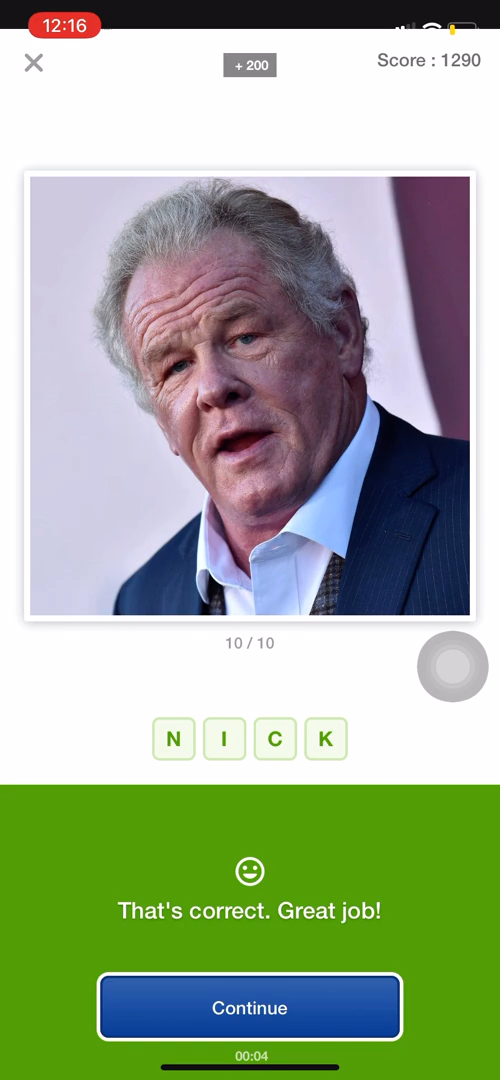 12:16
+ 200
Score : 1290
10 / 10
N I C K
That's correct. Great job!
Continue
00:04